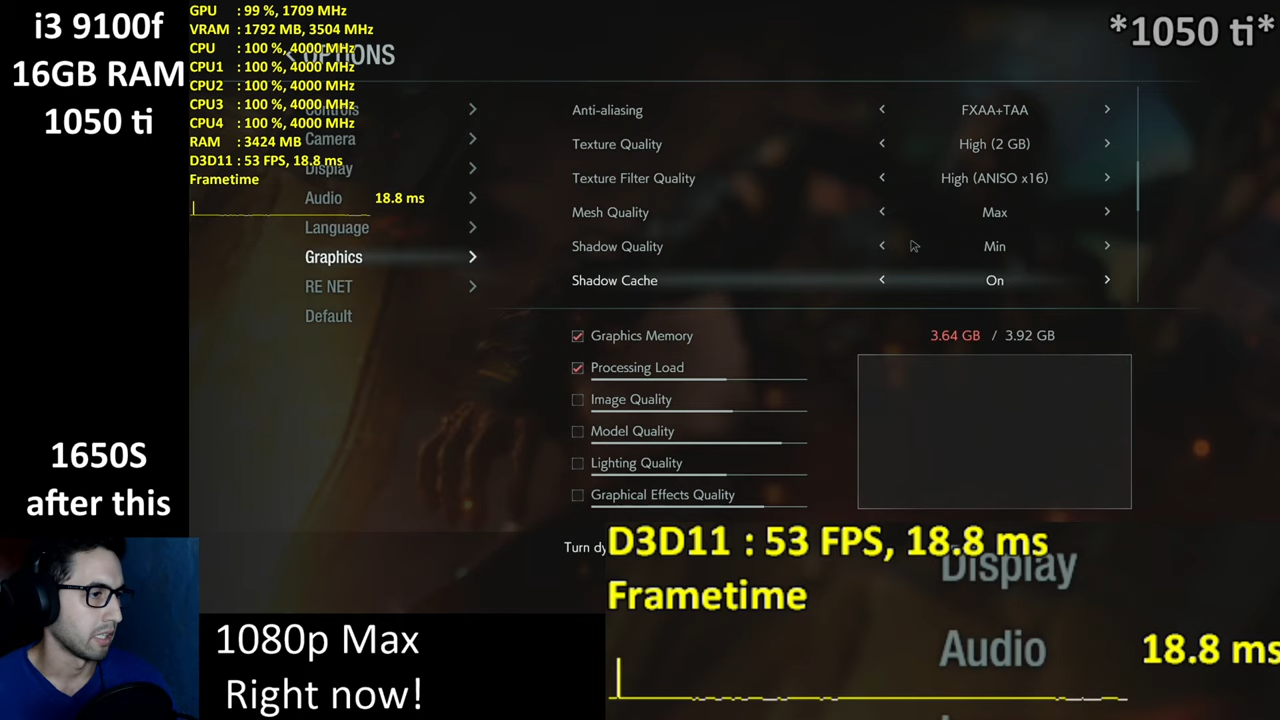 i3 9100f
16GB RAM
1050 ti
GPU : 99 %, 1709 MHz
VRAM : 1792 MB, 3504 MHz
CPU : 100 %, 4000 MHz
CPU1 : 100 %, 4000 MHz
CPU2 : 100 %, 4000 MHz
CPU3 : 100 %, 4000 MHz
CPU4 : 100 %, 4000 MHz
RAM : 3424 MB
D3D11 : 53 FPS, 18.8 ms
Frametime
18.8 ms
*1050 ti*
OPTIONS
Controls
Camera
Display
Audio
Language
Graphics
RE NET
Default
Anti-aliasing FXAA+TAA
Texture Quality High (2 GB)
Texture Filter Quality High (ANISO x16)
Mesh Quality Max
Shadow Quality Min
Shadow Cache On
Graphics Memory 3.64 GB / 3.92 GB
Processing Load
Image Quality
Model Quality
Lighting Quality
Graphical Effects Quality
Turn
1650S
after this
1080p Max
Right now!
D3D11 : 53 FPS, 18.8 ms
Display
Frametime
Audio 18.8 ms